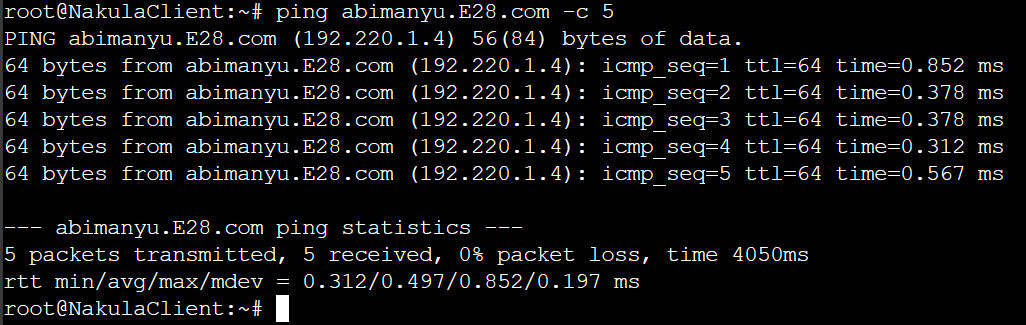 root@NakulaClient:~# ping abimanyu.E28.com -c 5
PING abimanyu.E28.com (192.220.1.4) 56(84) bytes of data.
64 bytes from abimanyu.E28.com (192.220.1.4): icmp_seq=1 ttl=64 time=0.852 ms
64 bytes from abimanyu.E28.com (192.220.1.4): icmp_seq=2 ttl=64 time=0.378 ms
64 bytes from abimanyu.E28.com (192.220.1.4): icmp_seq=3 ttl=64 time=0.378 ms
64 bytes from abimanyu.E28.com (192.220.1.4): icmp_seq=4 ttl=64 time=0.312 ms
64 bytes from abimanyu.E28.com (192.220.1.4): icmp_seq=5 ttl=64 time=0.567 ms
--- abimanyu.E28.com ping statistics ---
5 packets transmitted, 5 received, 0% packet loss, time 4050ms
rtt min/avg/max/mdev = 0.312/0.497/0.852/0.197 ms
root@NakulaClient:~#